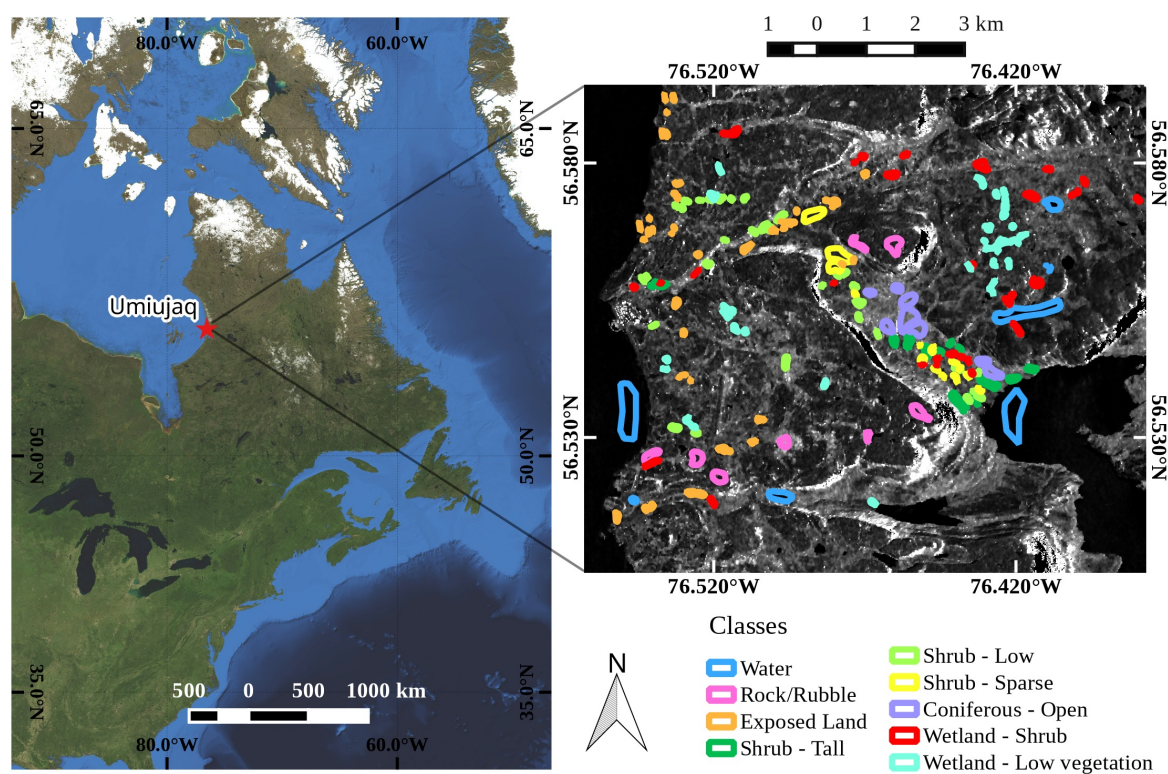 80.0°W 60.0°W
65.0°N 65.0°N
Umiujaq
50.0°N 50.0°N
35.0°N 35.0°N
500 0 500 1000 km
80.0°W 60.0°W
1 0 1 2 3 km
76.520°W 76.420°W
56.580°N 56.580°N
56.530°N 56.530°N
76.520°W 76.420°W
N
Classes
Water
Rock/Rubble
Exposed Land
Shrub - Tall
Shrub - Low
Shrub - Sparse
Coniferous - Open
Wetland - Shrub
Wetland - Low vegetation